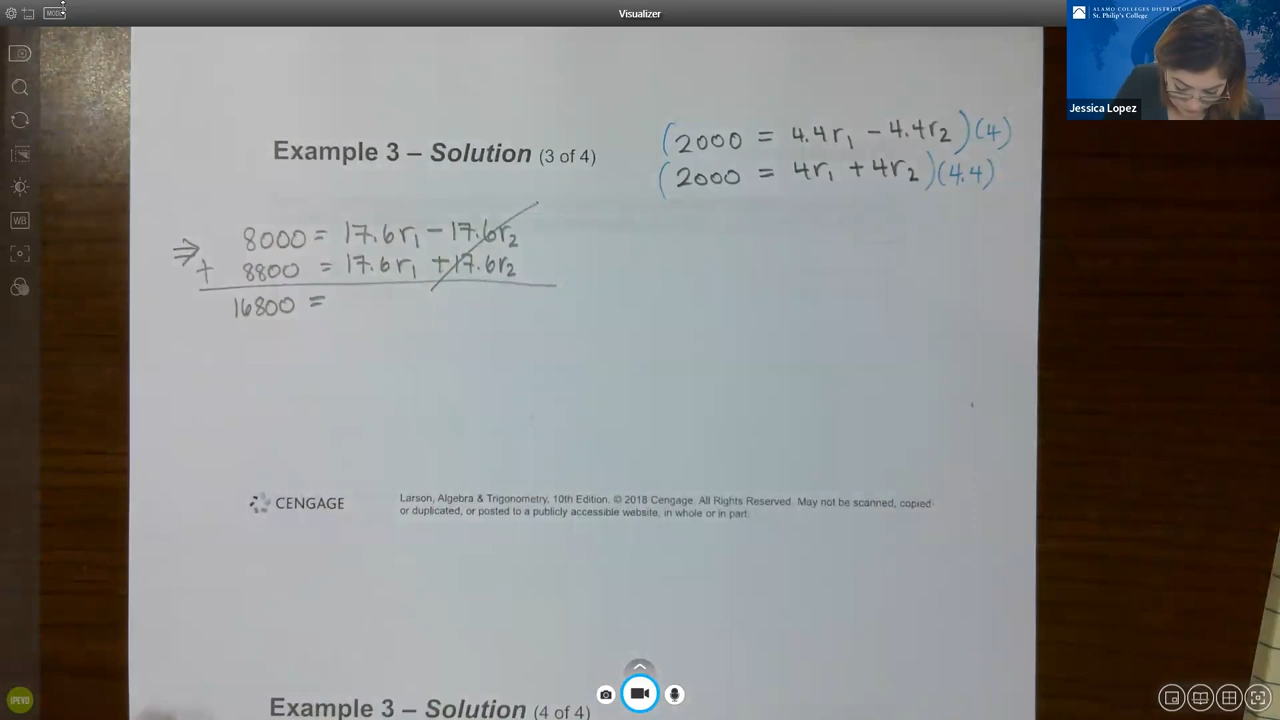 MODE
Visualizer
ALAMO COLLEGES DISTRICT
St. Philip's College
Jessica Lopez
WB
Example 3 – Solution (3 of 4)
(2000 = 4.4r₁ − 4.4r₂)(4)
(2000 = 4r₁ + 4r₂)(4.4)
⇒ 8000 = 17.6r₁ − 17.6r₂
+ 8800 = 17.6r₁ + 17.6r₂
16800 =
CENGAGE
Larson, Algebra & Trigonometry, 10th Edition. © 2018 Cengage. All Rights Reserved. May not be scanned, copied
or duplicated, or posted to a publicly accessible website, in whole or in part.
Example 3 – Solution (4 of 4)
IPEVO